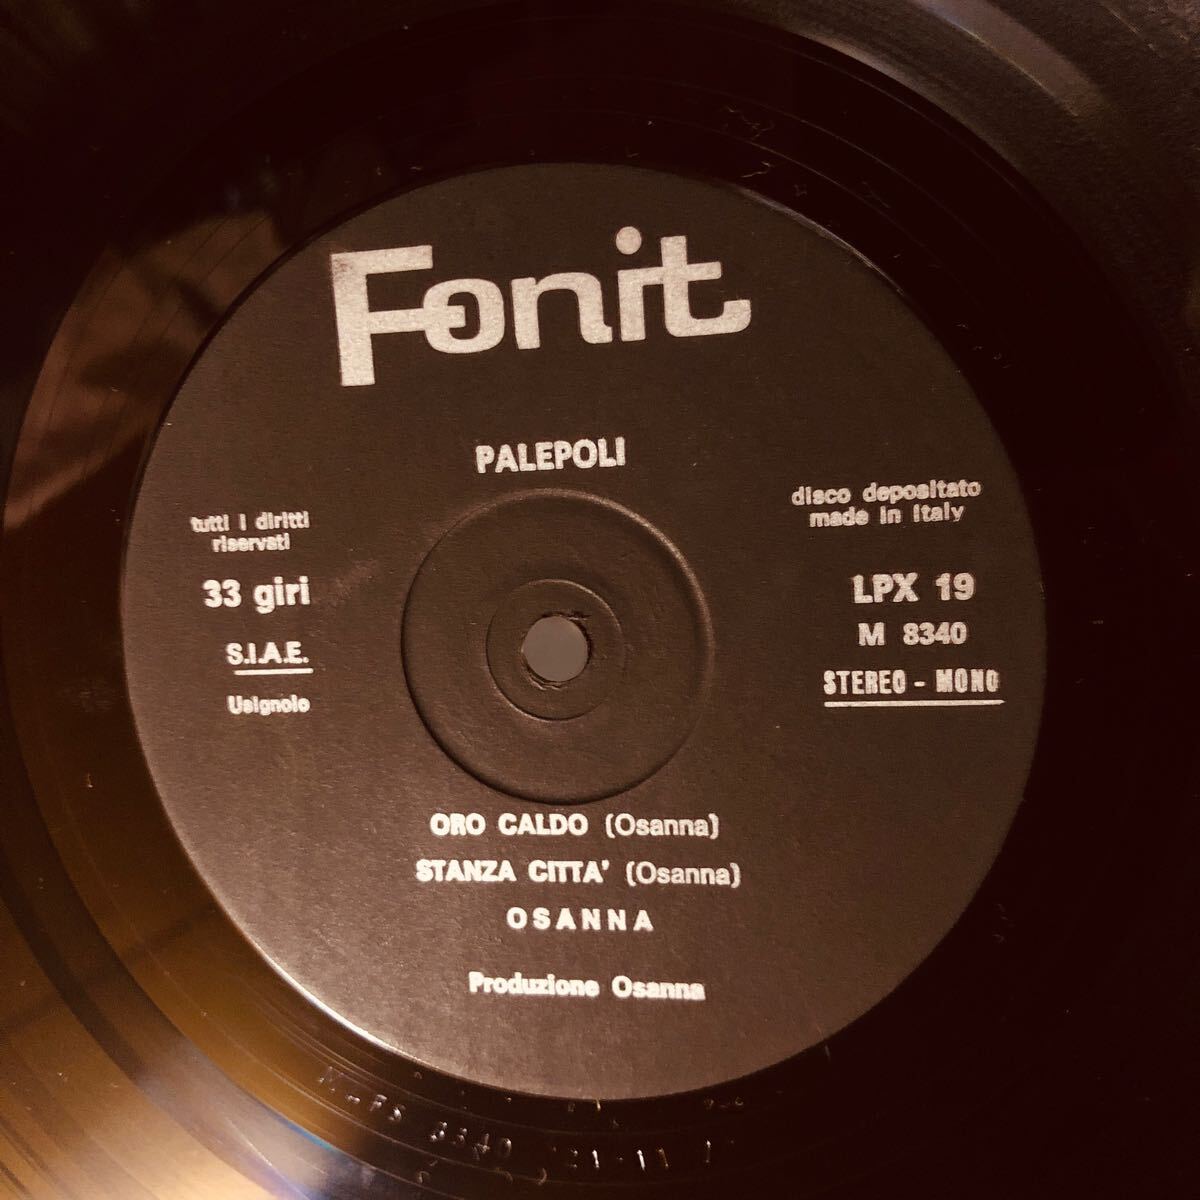 Fonit
PALEPOLI
tutti i diritti
riservati
33 giri
S.I.A.E.
Usignolo
disco depositato
made in Italy
LPX 19
M 8340
STEREO - MONO
ORO CALDO (Osanna)
STANZA CITTA' (Osanna)
OSANNA
Produzione Osanna